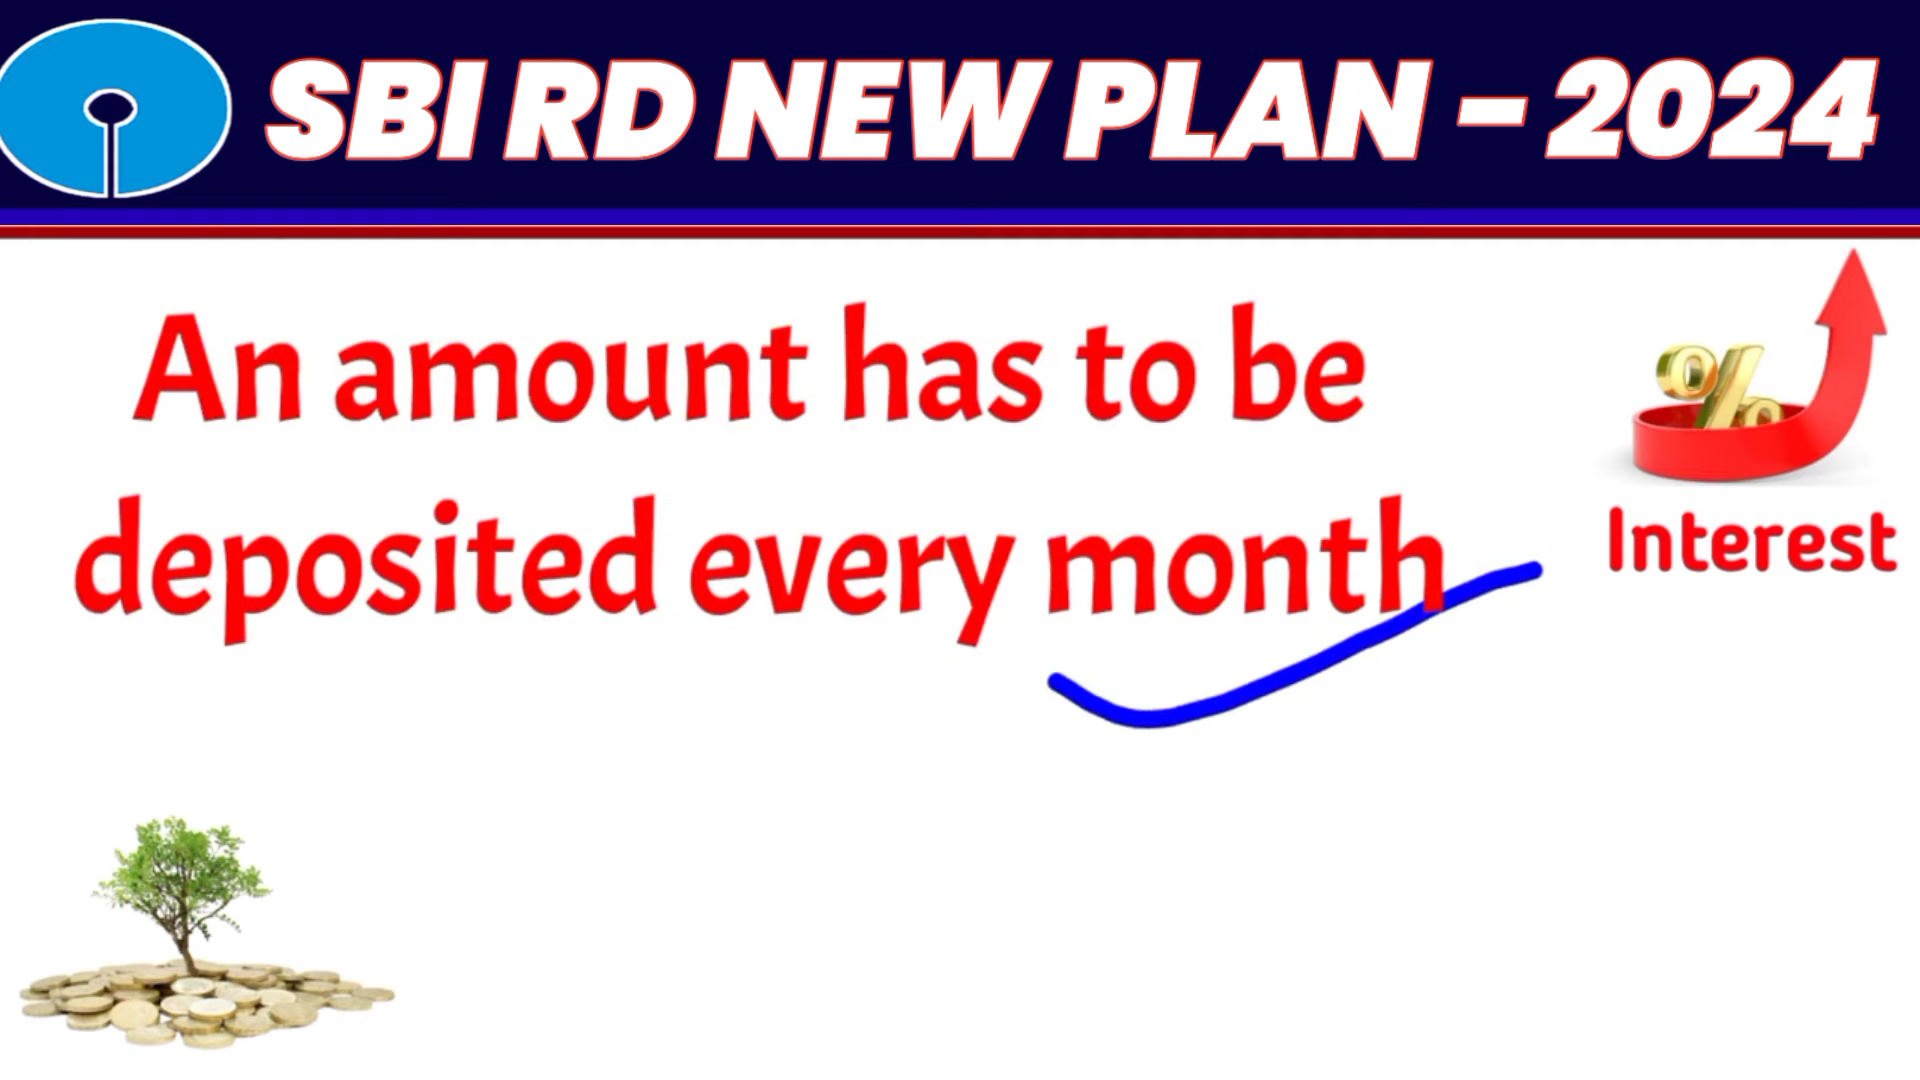 SBI RD NEW PLAN - 2024
An amount has to be
deposited every month
%
Interest